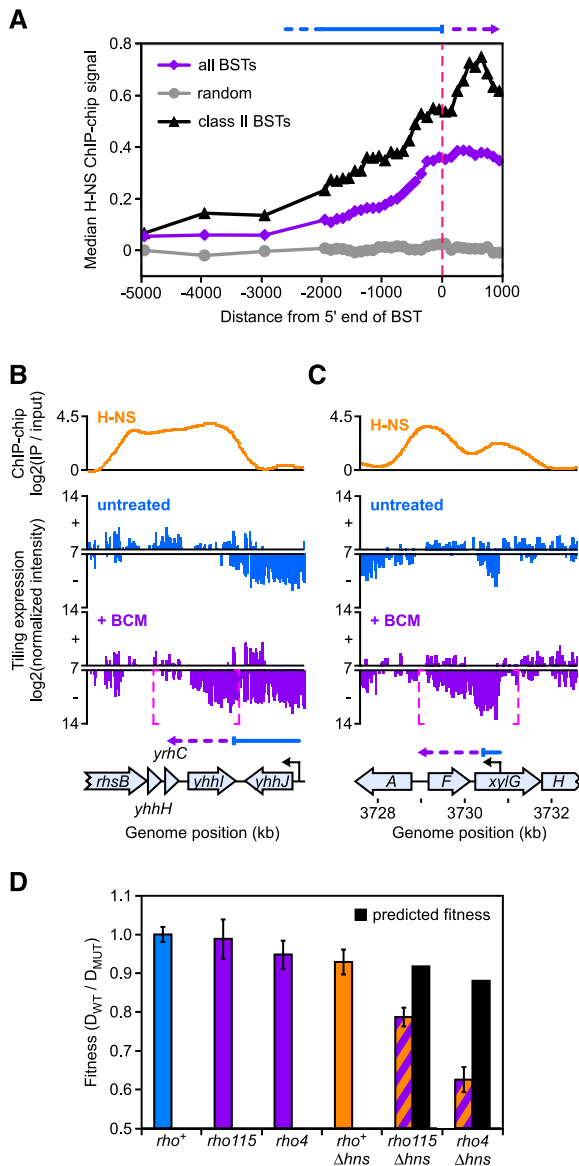 A
Median H-NS ChIP-chip signal
0.8
0.6
0.4
0.2
0
all BSTs
random
class II BSTs
-5000 -4000 -3000 -2000 -1000 0 1000
Distance from 5' end of BST
B
C
ChIP-chip
log2(IP / input)
4.5
0
H-NS
4.5
0
H-NS
Tiling expression
log2(normalized intensity)
14
+
7
-
14
untreated
14
+
7
-
14
untreated
+ BCM
+
7
-
14
+ BCM
+
7
-
14
yrhC
rhsB
yhhI
yhhJ
yhhH
Genome position (kb)
A
F
xylG
H
3728 3730 3732
Genome position (kb)
D
Fitness (DWT / DMUT)
1.1
1.0
0.9
0.8
0.7
0.6
0.5
predicted fitness
rho+ rho115 rho4 rho+ rho115 rho4
Δhns Δhns Δhns